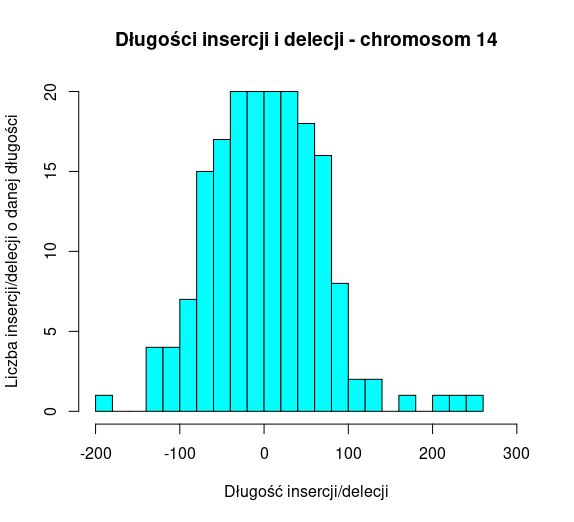 Długości insercji i delecji - chromosom 14
Liczba insercji/delecji o danej długości
20
15
10
5
0
-200 -100 0 100 200 300
Długość insercji/delecji